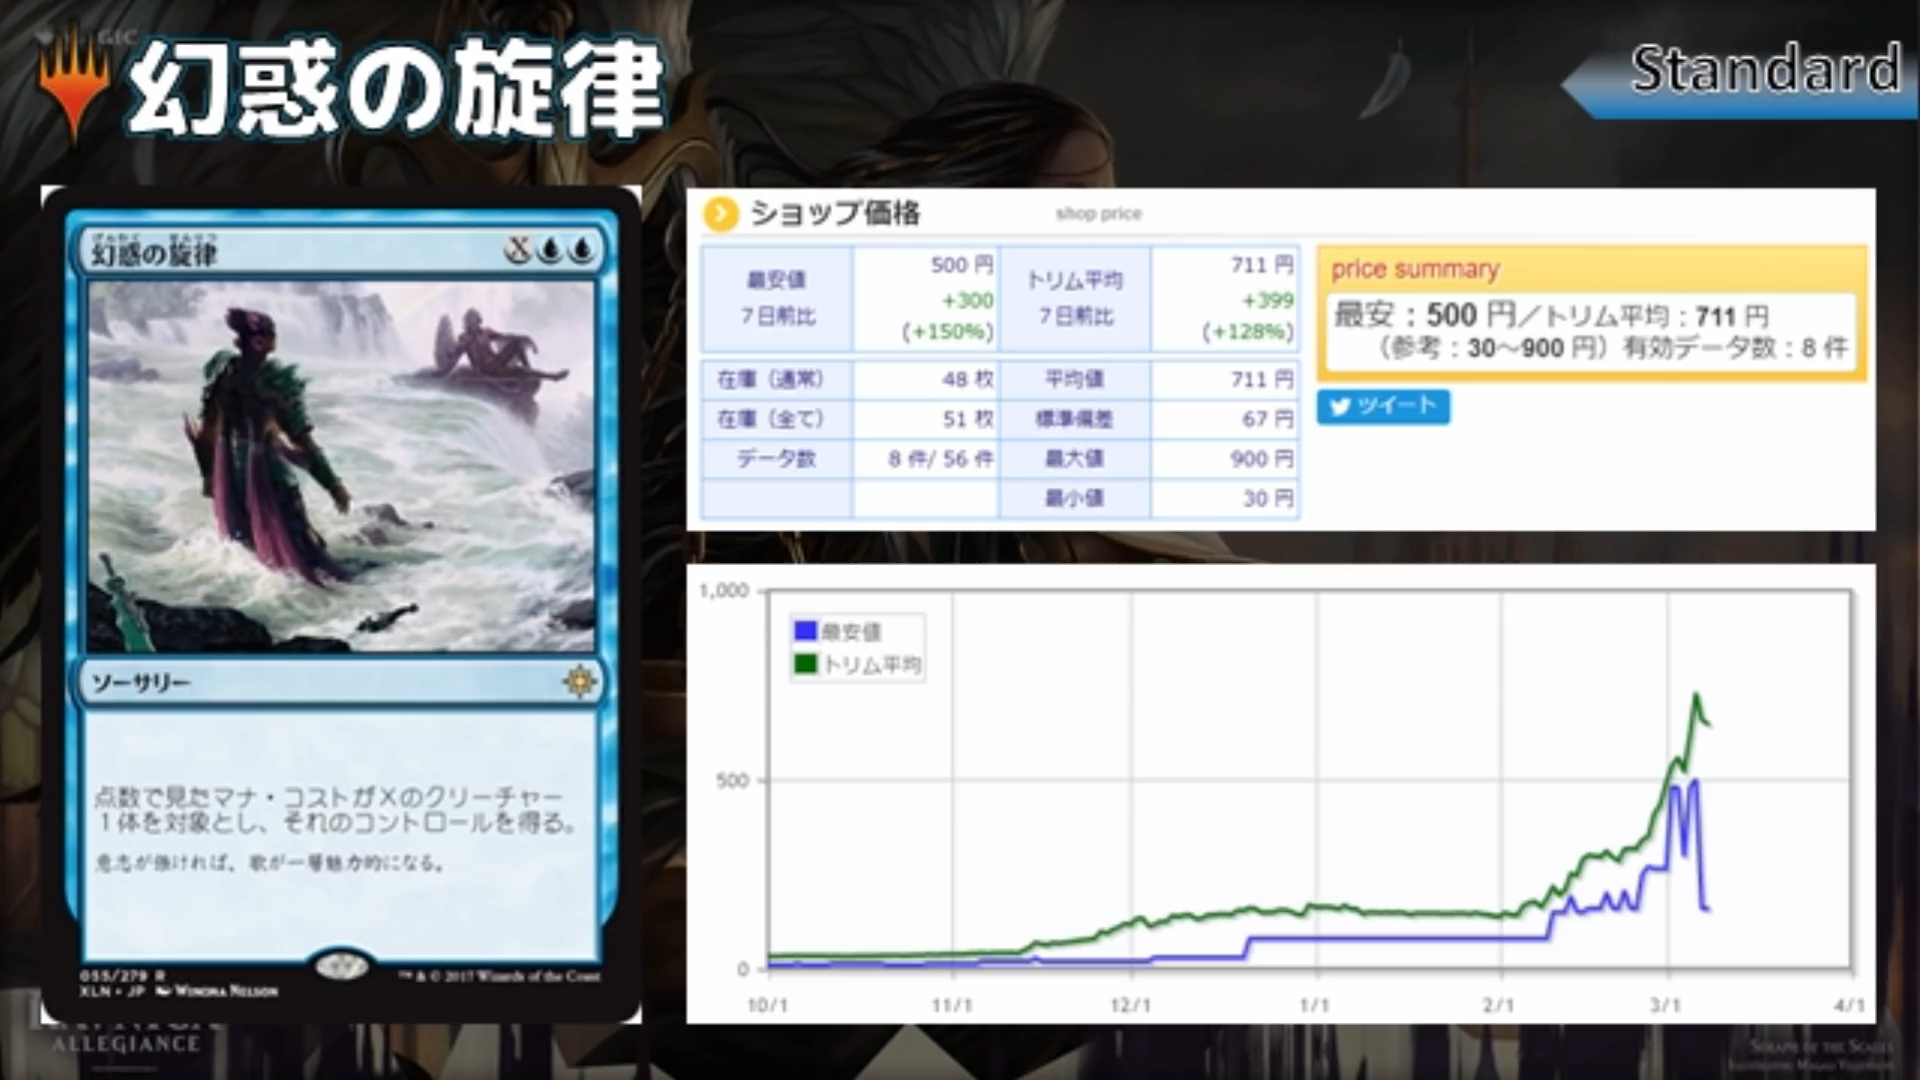 幻惑の旋律
Standard
幻惑の旋律
X
ソーサリー
点数で見たマナ・コストがXのクリーチャー
1体を対象とし、それのコントロールを得る。
意志が強ければ、歌が一層魅力的になる。
055/279 R
XLN・JP WINONA NELSON
™ & © 2017 Wizards of the Coast
ALLEGIANCE
ショップ価格 shop price
最安値 7日前比 500 円 +300 (+150%) トリム平均 7日前比 711 円 +399 (+128%)
在庫(通常) 48 枚 平均値 711 円
在庫(全て) 51 枚 標準偏差 67 円
データ数 8 件/ 56 件 最大値 900 円
最小値 30 円
price summary
最安:500 円/トリム平均:711 円
(参考:30~900 円)有効データ数:8 件
ツイート
1,000
最安値
トリム平均
500
0
10/1 11/1 12/1 1/1 2/1 3/1 4/1